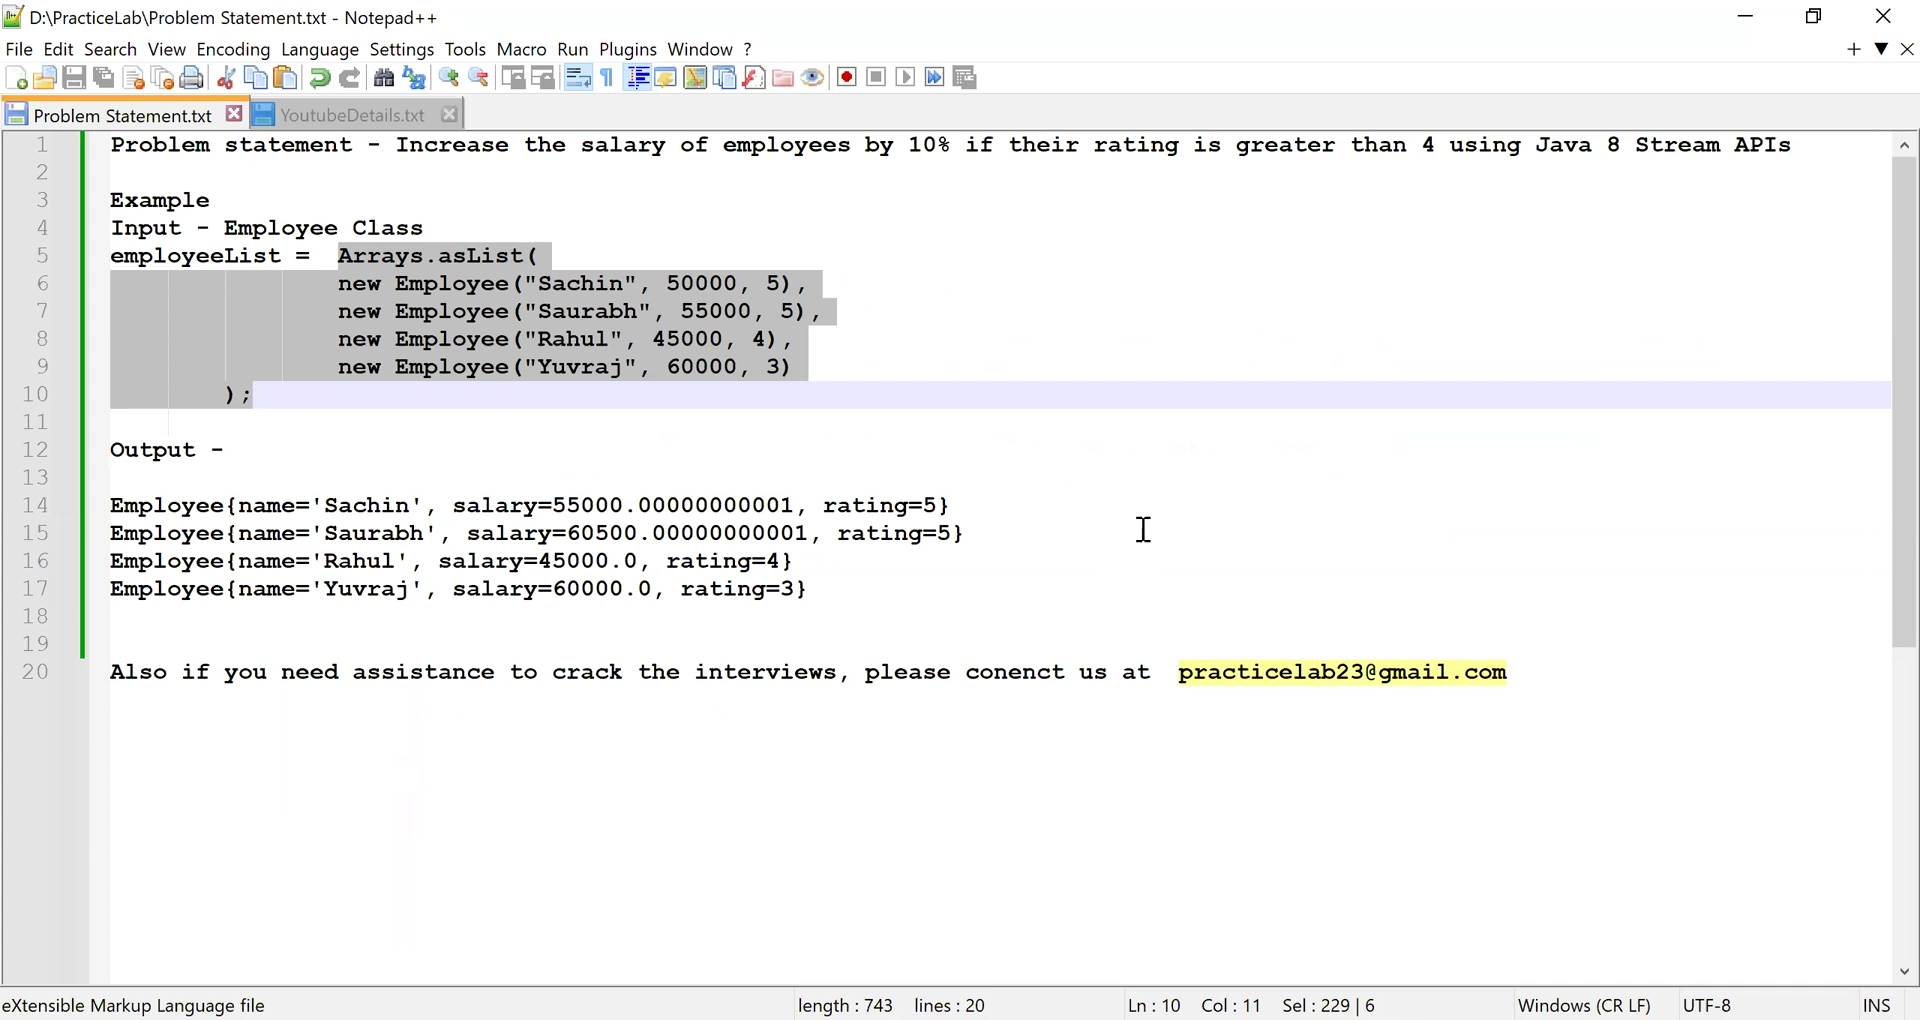 D:\PracticeLab\Problem Statement.txt - Notepad++
File Edit Search View Encoding Language Settings Tools Macro Run Plugins Window ?
Problem Statement.txt YoutubeDetails.txt
1 Problem statement - Increase the salary of employees by 10% if their rating is greater than 4 using Java 8 Stream APIs
2
3 Example
4 Input - Employee Class
5 employeeList = Arrays.asList(
6 new Employee("Sachin", 50000, 5),
7 new Employee("Saurabh", 55000, 5),
8 new Employee("Rahul", 45000, 4),
9 new Employee("Yuvraj", 60000, 3)
10 );
11
12 Output -
13
14 Employee{name='Sachin', salary=55000.00000000001, rating=5}
15 Employee{name='Saurabh', salary=60500.00000000001, rating=5}
16 Employee{name='Rahul', salary=45000.0, rating=4}
17 Employee{name='Yuvraj', salary=60000.0, rating=3}
18
19
20 Also if you need assistance to crack the interviews, please conenct us at practicelab23@gmail.com
eXtensible Markup Language file length : 743 lines : 20 Ln : 10 Col : 11 Sel : 229 | 6 Windows (CR LF) UTF-8 INS